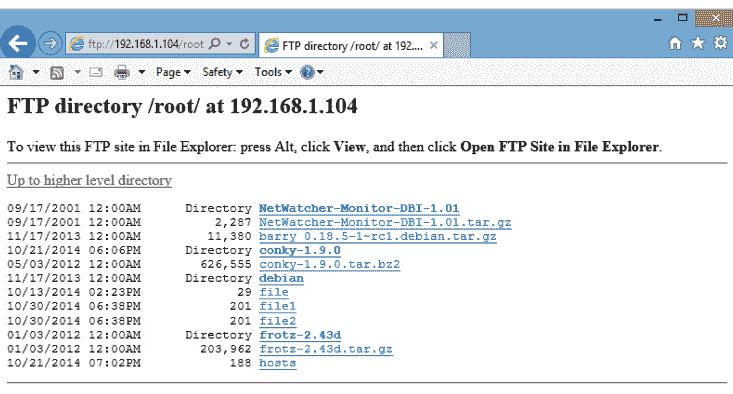 ftp://192.168.1.104/root
FTP directory /root/ at 192....
Page Safety Tools
FTP directory /root/ at 192.168.1.104
To view this FTP site in File Explorer: press Alt, click View, and then click Open FTP Site in File Explorer.
Up to higher level directory
09/17/2001 12:00AM Directory NetWatcher-Monitor-DBI-1.01
09/17/2001 12:00AM 2,287 NetWatcher-Monitor-DBI-1.01.tar.gz
11/17/2013 12:00AM 11,380 barry_0.18.5-1~rc1.debian.tar.gz
10/21/2014 06:06PM Directory conky-1.9.0
05/03/2012 12:00AM 626,555 conky-1.9.0.tar.bz2
11/17/2013 12:00AM Directory debian
10/13/2014 02:23PM 29 file
10/30/2014 06:38PM 201 file1
10/30/2014 06:38PM 201 file2
01/03/2012 12:00AM Directory frotz-2.43d
01/03/2012 12:00AM 203,962 frotz-2.43d.tar.gz
10/21/2014 07:02PM 188 hosts